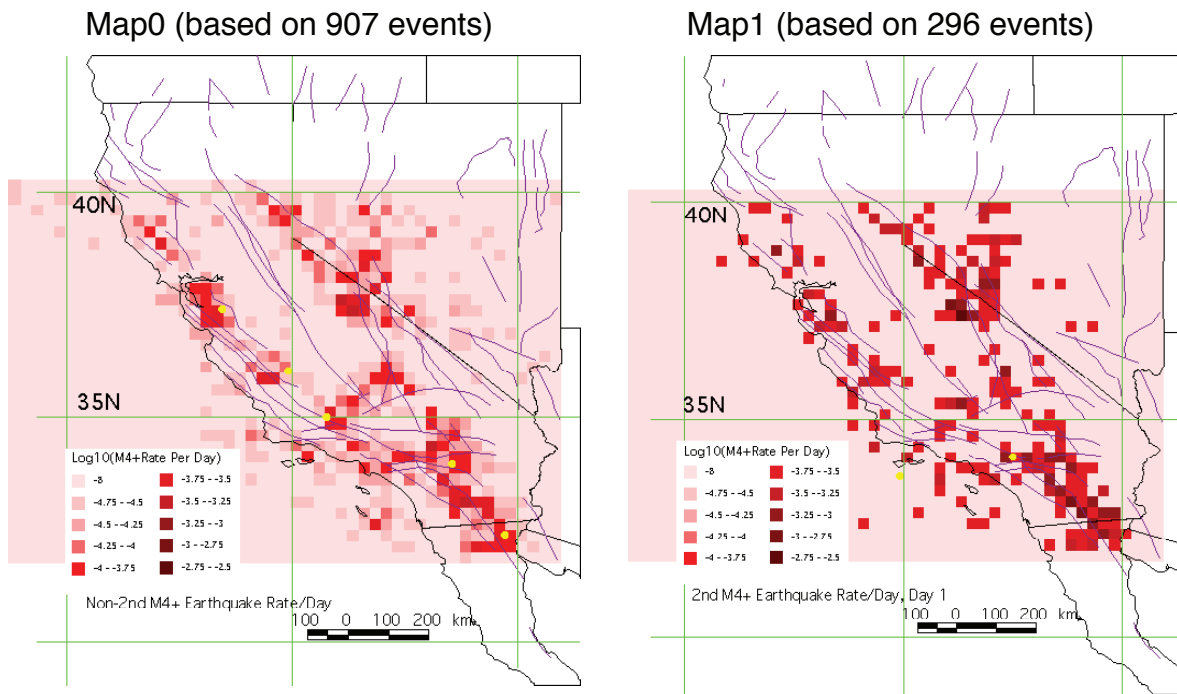 Map0 (based on 907 events)
40N
35N
Log10(M4+Rate Per Day)
-8
-4.75 --4.5
-4.5 --4.25
-4.25 --4
-4 --3.75
-3.75 --3.5
-3.5 --3.25
-3.25 --3
-3 --2.75
-2.75 --2.5
Non-2nd M4+ Earthquake Rate/Day
100 0 100 200 km
Map1 (based on 296 events)
40N
35N
Log10(M4+Rate Per Day)
-8
-4.75 --4.5
-4.5 --4.25
-4.25 --4
-4 --3.75
-3.75 --3.5
-3.5 --3.25
-3.25 --3
-3 --2.75
-2.75 --2.5
2nd M4+ Earthquake Rate/Day, Day 1
100 0 100 200 km